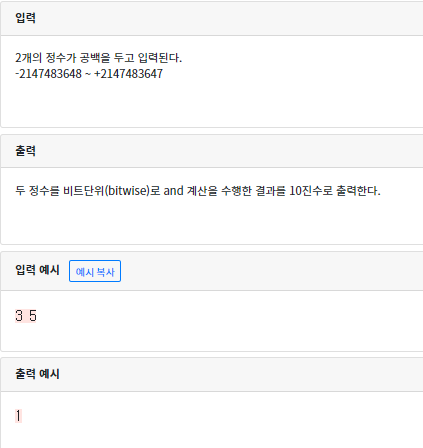 입력
2개의 정수가 공백을 두고 입력된다.
-2147483648 ~ +2147483647
출력
두 정수를 비트단위(bitwise)로 and 계산을 수행한 결과를 10진수로 출력한다.
입력 예시 예시 복사
3 5
출력 예시
1